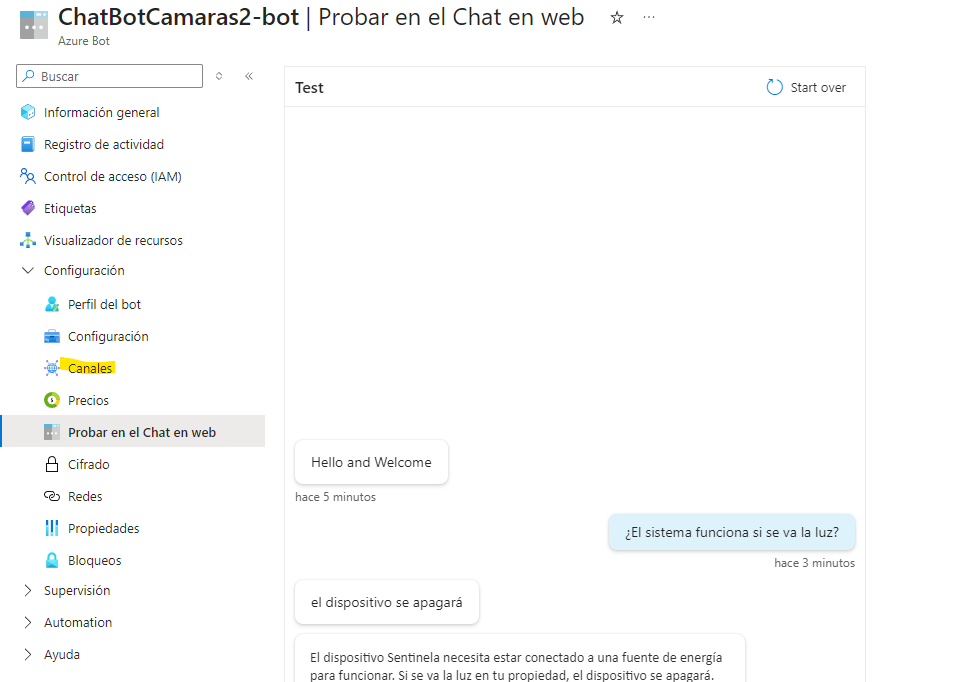 ChatBotCamaras2-bot | Probar en el Chat en web
Azure Bot
Buscar
Información general
Registro de actividad
Control de acceso (IAM)
Etiquetas
Visualizador de recursos
Configuración
Perfil del bot
Configuración
Canales
Precios
Probar en el Chat en web
Cifrado
Redes
Propiedades
Bloqueos
Supervisión
Automation
Ayuda
Test
Start over
Hello and Welcome
hace 5 minutos
¿El sistema funciona si se va la luz?
hace 3 minutos
el dispositivo se apagará
El dispositivo Sentinela necesita estar conectado a una fuente de energía
para funcionar. Si se va la luz en tu propiedad, el dispositivo se apagará.